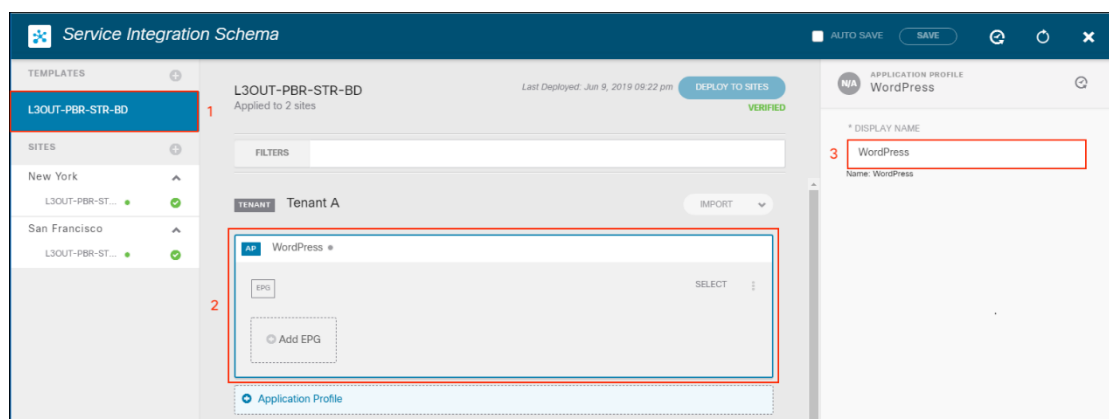 Service Integration Schema
AUTO SAVE SAVE
TEMPLATES
L3OUT-PBR-STR-BD
1
SITES
New York
L3OUT-PBR-ST...
San Francisco
L3OUT-PBR-ST...
L3OUT-PBR-STR-BD
Applied to 2 sites
Last Deployed: Jun 9, 2019 09:22 pm
DEPLOY TO SITES
VERIFIED
FILTERS
TENANT Tenant A
IMPORT
AP WordPress
2
EPG
SELECT
Add EPG
Application Profile
N/A
APPLICATION PROFILE
WordPress
* DISPLAY NAME
3 WordPress
Name: WordPress